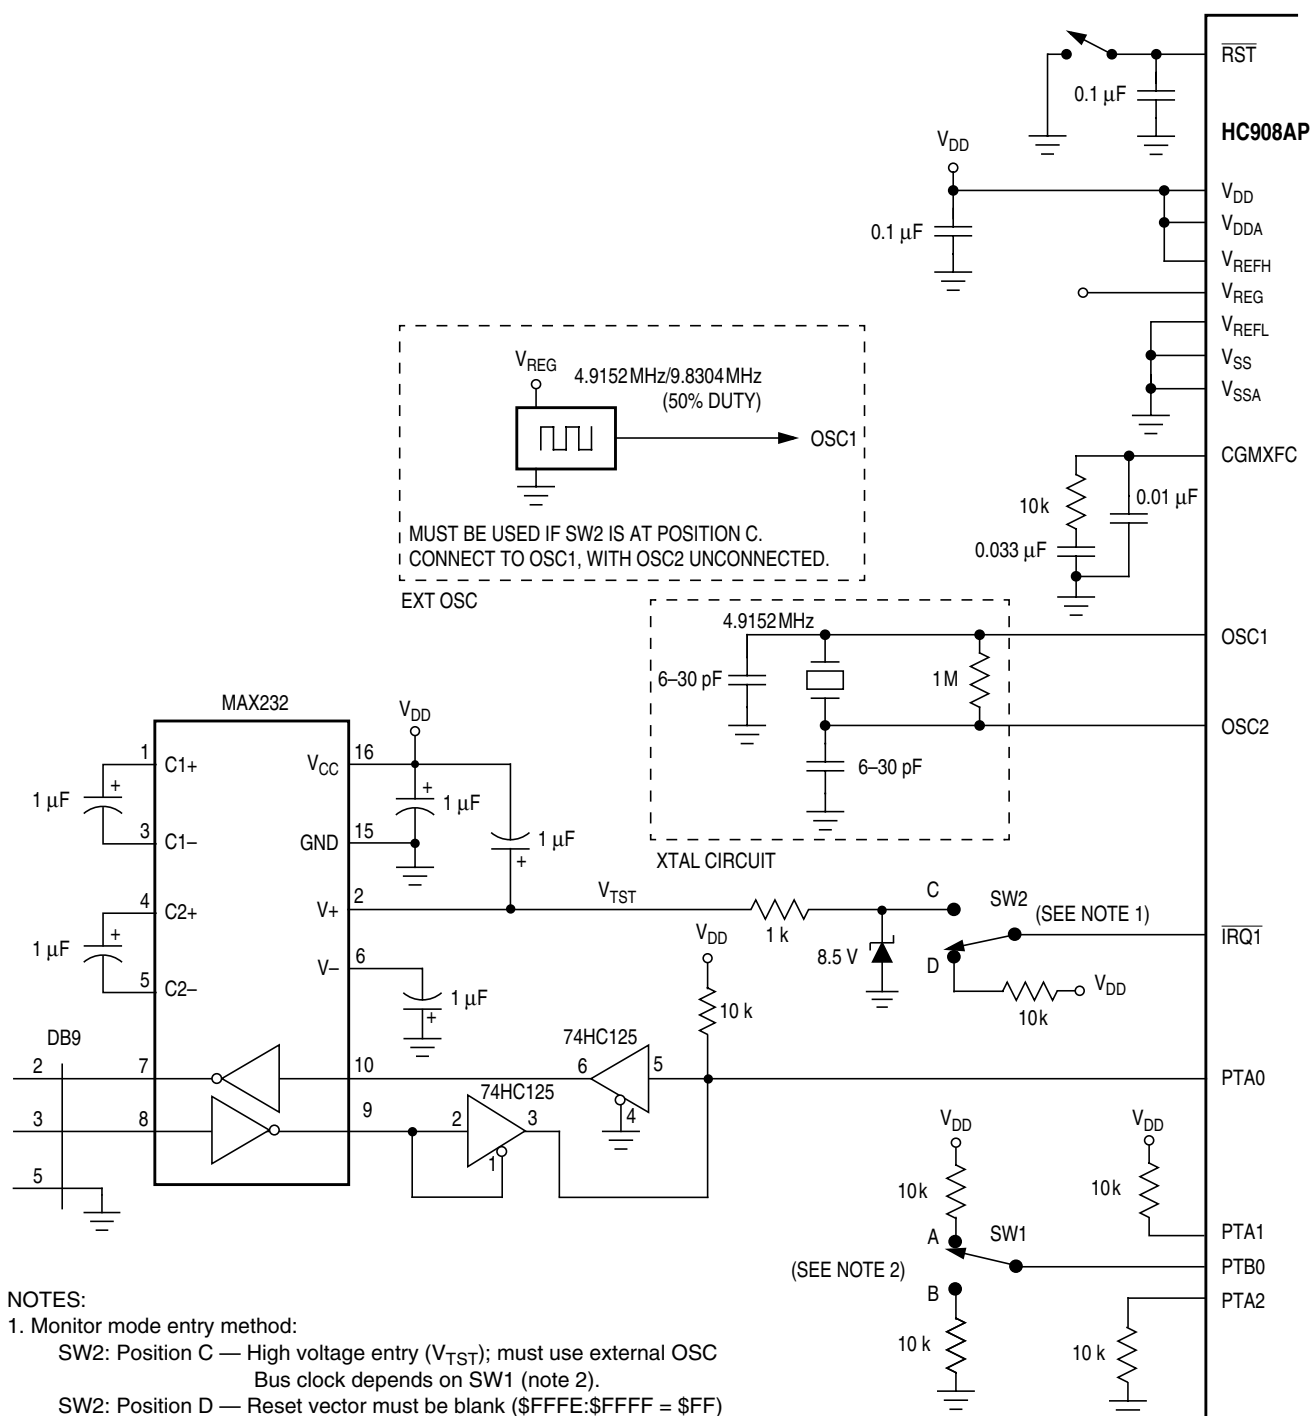 RST
0.1 µF
HC908AP
VDD
VDD
0.1 µF
VDDA
VREFH
VREG
VREFL
VSS
VSSA
VREG
4.9152MHz/9.8304MHz
(50% DUTY)
OSC1
MUST BE USED IF SW2 IS AT POSITION C.
CONNECT TO OSC1, WITH OSC2 UNCONNECTED.
EXT OSC
CGMXFC
10k
0.01 µF
0.033 µF
4.9152MHz
OSC1
6–30 pF
1M
OSC2
6–30 pF
XTAL CIRCUIT
MAX232
VDD
1
C1+
VCC
16
1 µF
+
+
1 µF
3
C1–
GND
15
1 µF
+
4
C2+
V+
2
VTST
1 k
8.5 V
C
SW2
(SEE NOTE 1)
IRQ1
D
VDD
10k
1 µF
+
5
C2–
V–
6
1 µF
+
VDD
10 k
DB9
2
7
10
6
74HC125
5
4
PTA0
3
8
9
74HC125
2
3
1
5
VDD
10k
A
SW1
(SEE NOTE 2)
B
10 k
VDD
10k
PTA1
PTB0
PTA2
10 k
NOTES:
1. Monitor mode entry method:
SW2: Position C — High voltage entry (VTST); must use external OSC
Bus clock depends on SW1 (note 2).
SW2: Position D — Reset vector must be blank ($FFFE:$FFFF = $FF)